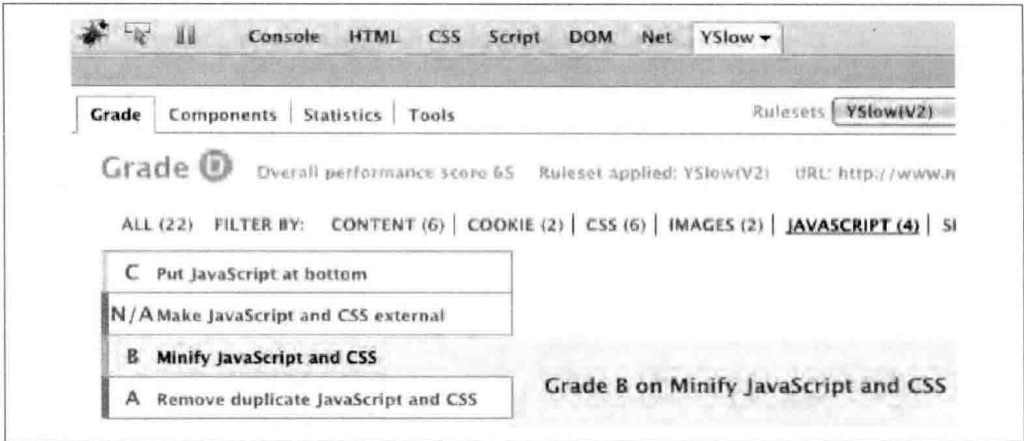 Console HTML CSS Script DOM Net YSlow
Grade Components Statistics Tools Rulesets YSlow(V2)
Grade D Overall performance score 65 Ruleset applied: YSlow(V2) URL: http://www.
ALL (22) FILTER BY: CONTENT (6) | COOKIE (2) | CSS (6) | IMAGES (2) | JAVASCRIPT (4) |
C Put JavaScript at bottom
N/A Make JavaScript and CSS external
B Minify JavaScript and CSS
Grade B on Minify JavaScript and CSS
A Remove duplicate JavaScript and CSS